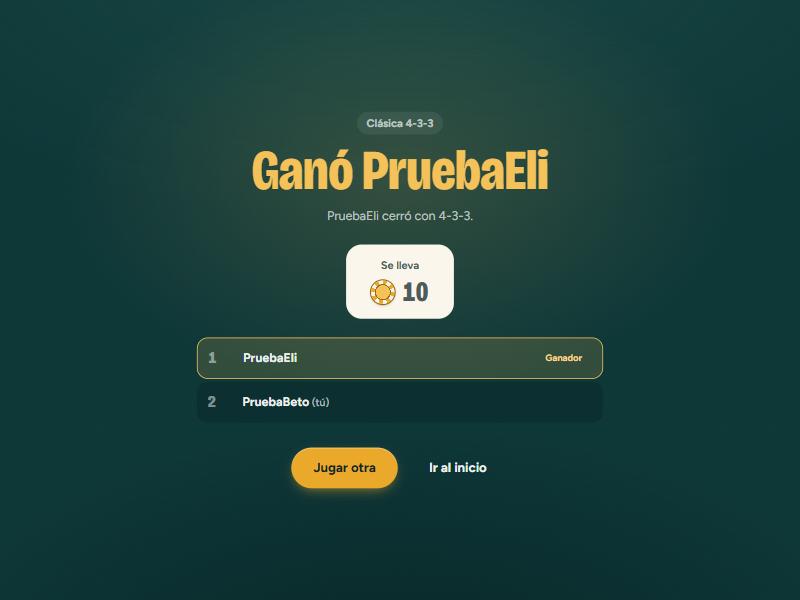 Clásica 4-3-3
Ganó PruebaEli
PruebaEli cerró con 4-3-3.
Se lleva
10
1 PruebaEli Ganador
2 PruebaBeto (tú)
Jugar otra Ir al inicio